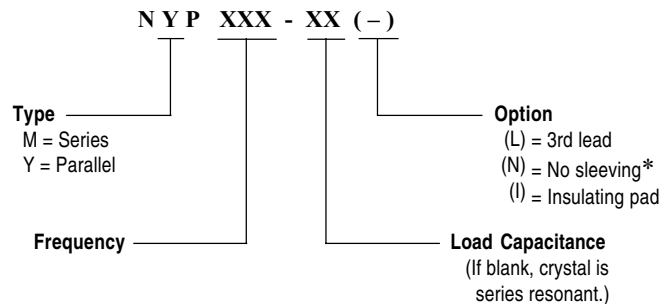 N Y P XXX - XX ( – )
Type
M = Series
Y = Parallel
Option
(L) = 3rd lead
(N) = No sleeving*
(I) = Insulating pad
Frequency
Load Capacitance
(If blank, crystal is
series resonant.)